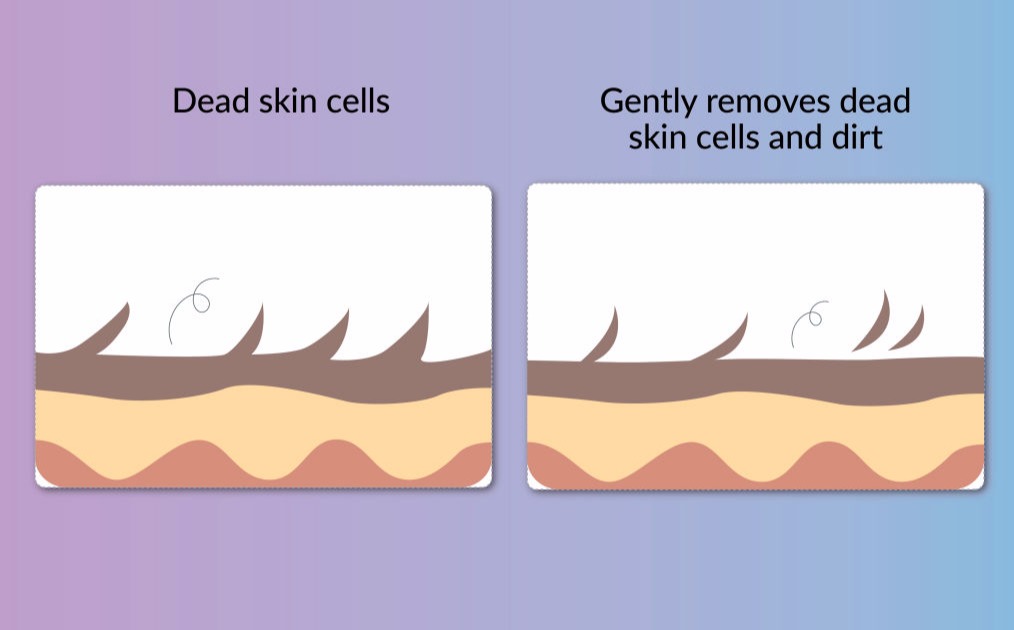 Dead skin cells
Gently removes dead
skin cells and dirt